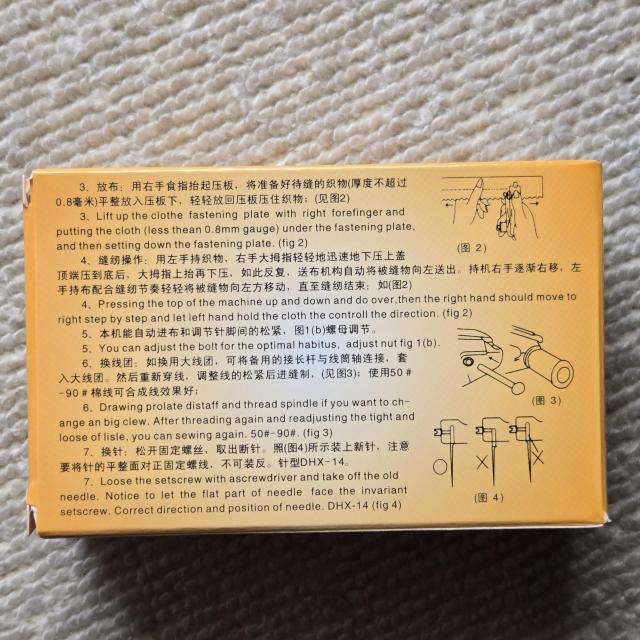 3．放布：用右手食指抬起压板，将准备好待缝的织物(厚度不超过
0.8毫米)平整放入压板下，轻轻放回压板压住织物；(见图2)
3. Lift up the clothe fastening plate with right forefinger and
putting the cloth (less thean 0.8mm gauge) under the fastening plate,
and then setting down the fastening plate. (fig 2)
(图 2)
4．缝纫操作：用左手持织物，右手大拇指轻轻地迅速地下压上盖
顶端压到底后，大拇指上抬再下压，如此反复，送布机构自动将被缝物向左送出。持机右手逐渐右移，左
手持布配合缝纫节奏轻轻将被缝物向左方移动，直至缝纫结束；如(图2)
4. Pressing the top of the machine up and down and do over,then the right hand should move to
right step by step and let left hand hold the cloth the controll the direction. (fig 2)
5．本机能自动进布和调节针脚间的松紧，图1(b)螺母调节。
5. You can adjust the bolt for the optimal habitus, adjust nut fig 1(b).
6．换线团：如换用大线团，可将备用的接长杆与线筒轴连接，套
入大线团。然后重新穿线，调整线的松紧后进缝制，(见图3)；使用50＃
-90＃棉线可合成线效果好；
6. Drawing prolate distaff and thread spindle if you want to ch-
ange an big clew. After threading again and readjusting the tight and
loose of lisle, you can sewing again. 50#-90#. (fig 3)
(图 3)
7．换针：松开固定螺丝，取出断针。照(图4)所示装上新针，注意
要将针的平整面对正固定螺线，不可装反。针型DHX-14。
7. Loose the setscrew with ascrewdriver and take off the old
needle. Notice to let the flat part of needle face the invariant
setscrew. Correct direction and position of needle. DHX-14 (fig 4)
(图 4)